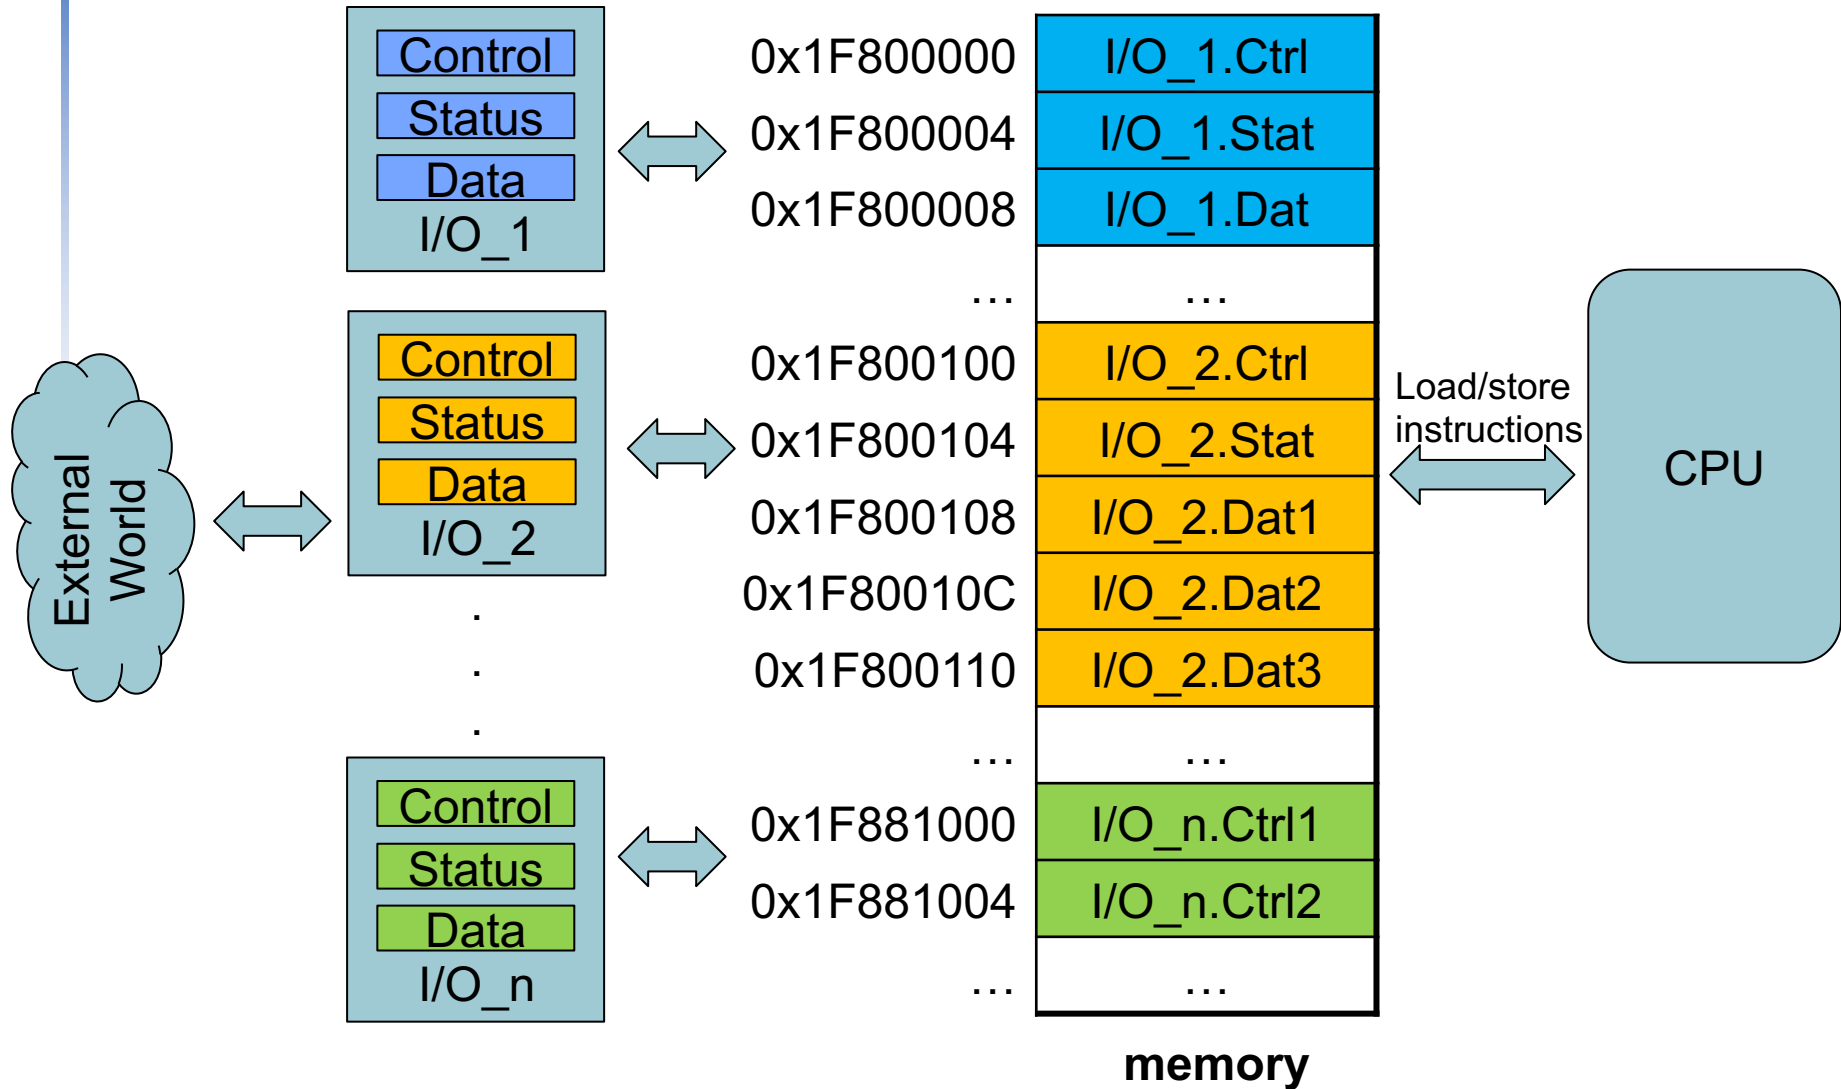 External
World
Control
Status
Data
I/O_1
Control
Status
Data
I/O_2
.
.
.
Control
Status
Data
I/O_n
0x1F800000 I/O_1.Ctrl
0x1F800004 I/O_1.Stat
0x1F800008 I/O_1.Dat
... ...
0x1F800100 I/O_2.Ctrl
0x1F800104 I/O_2.Stat
0x1F800108 I/O_2.Dat1
0x1F80010C I/O_2.Dat2
0x1F800110 I/O_2.Dat3
... ...
0x1F881000 I/O_n.Ctrl1
0x1F881004 I/O_n.Ctrl2
... ...
memory
Load/store
instructions
CPU